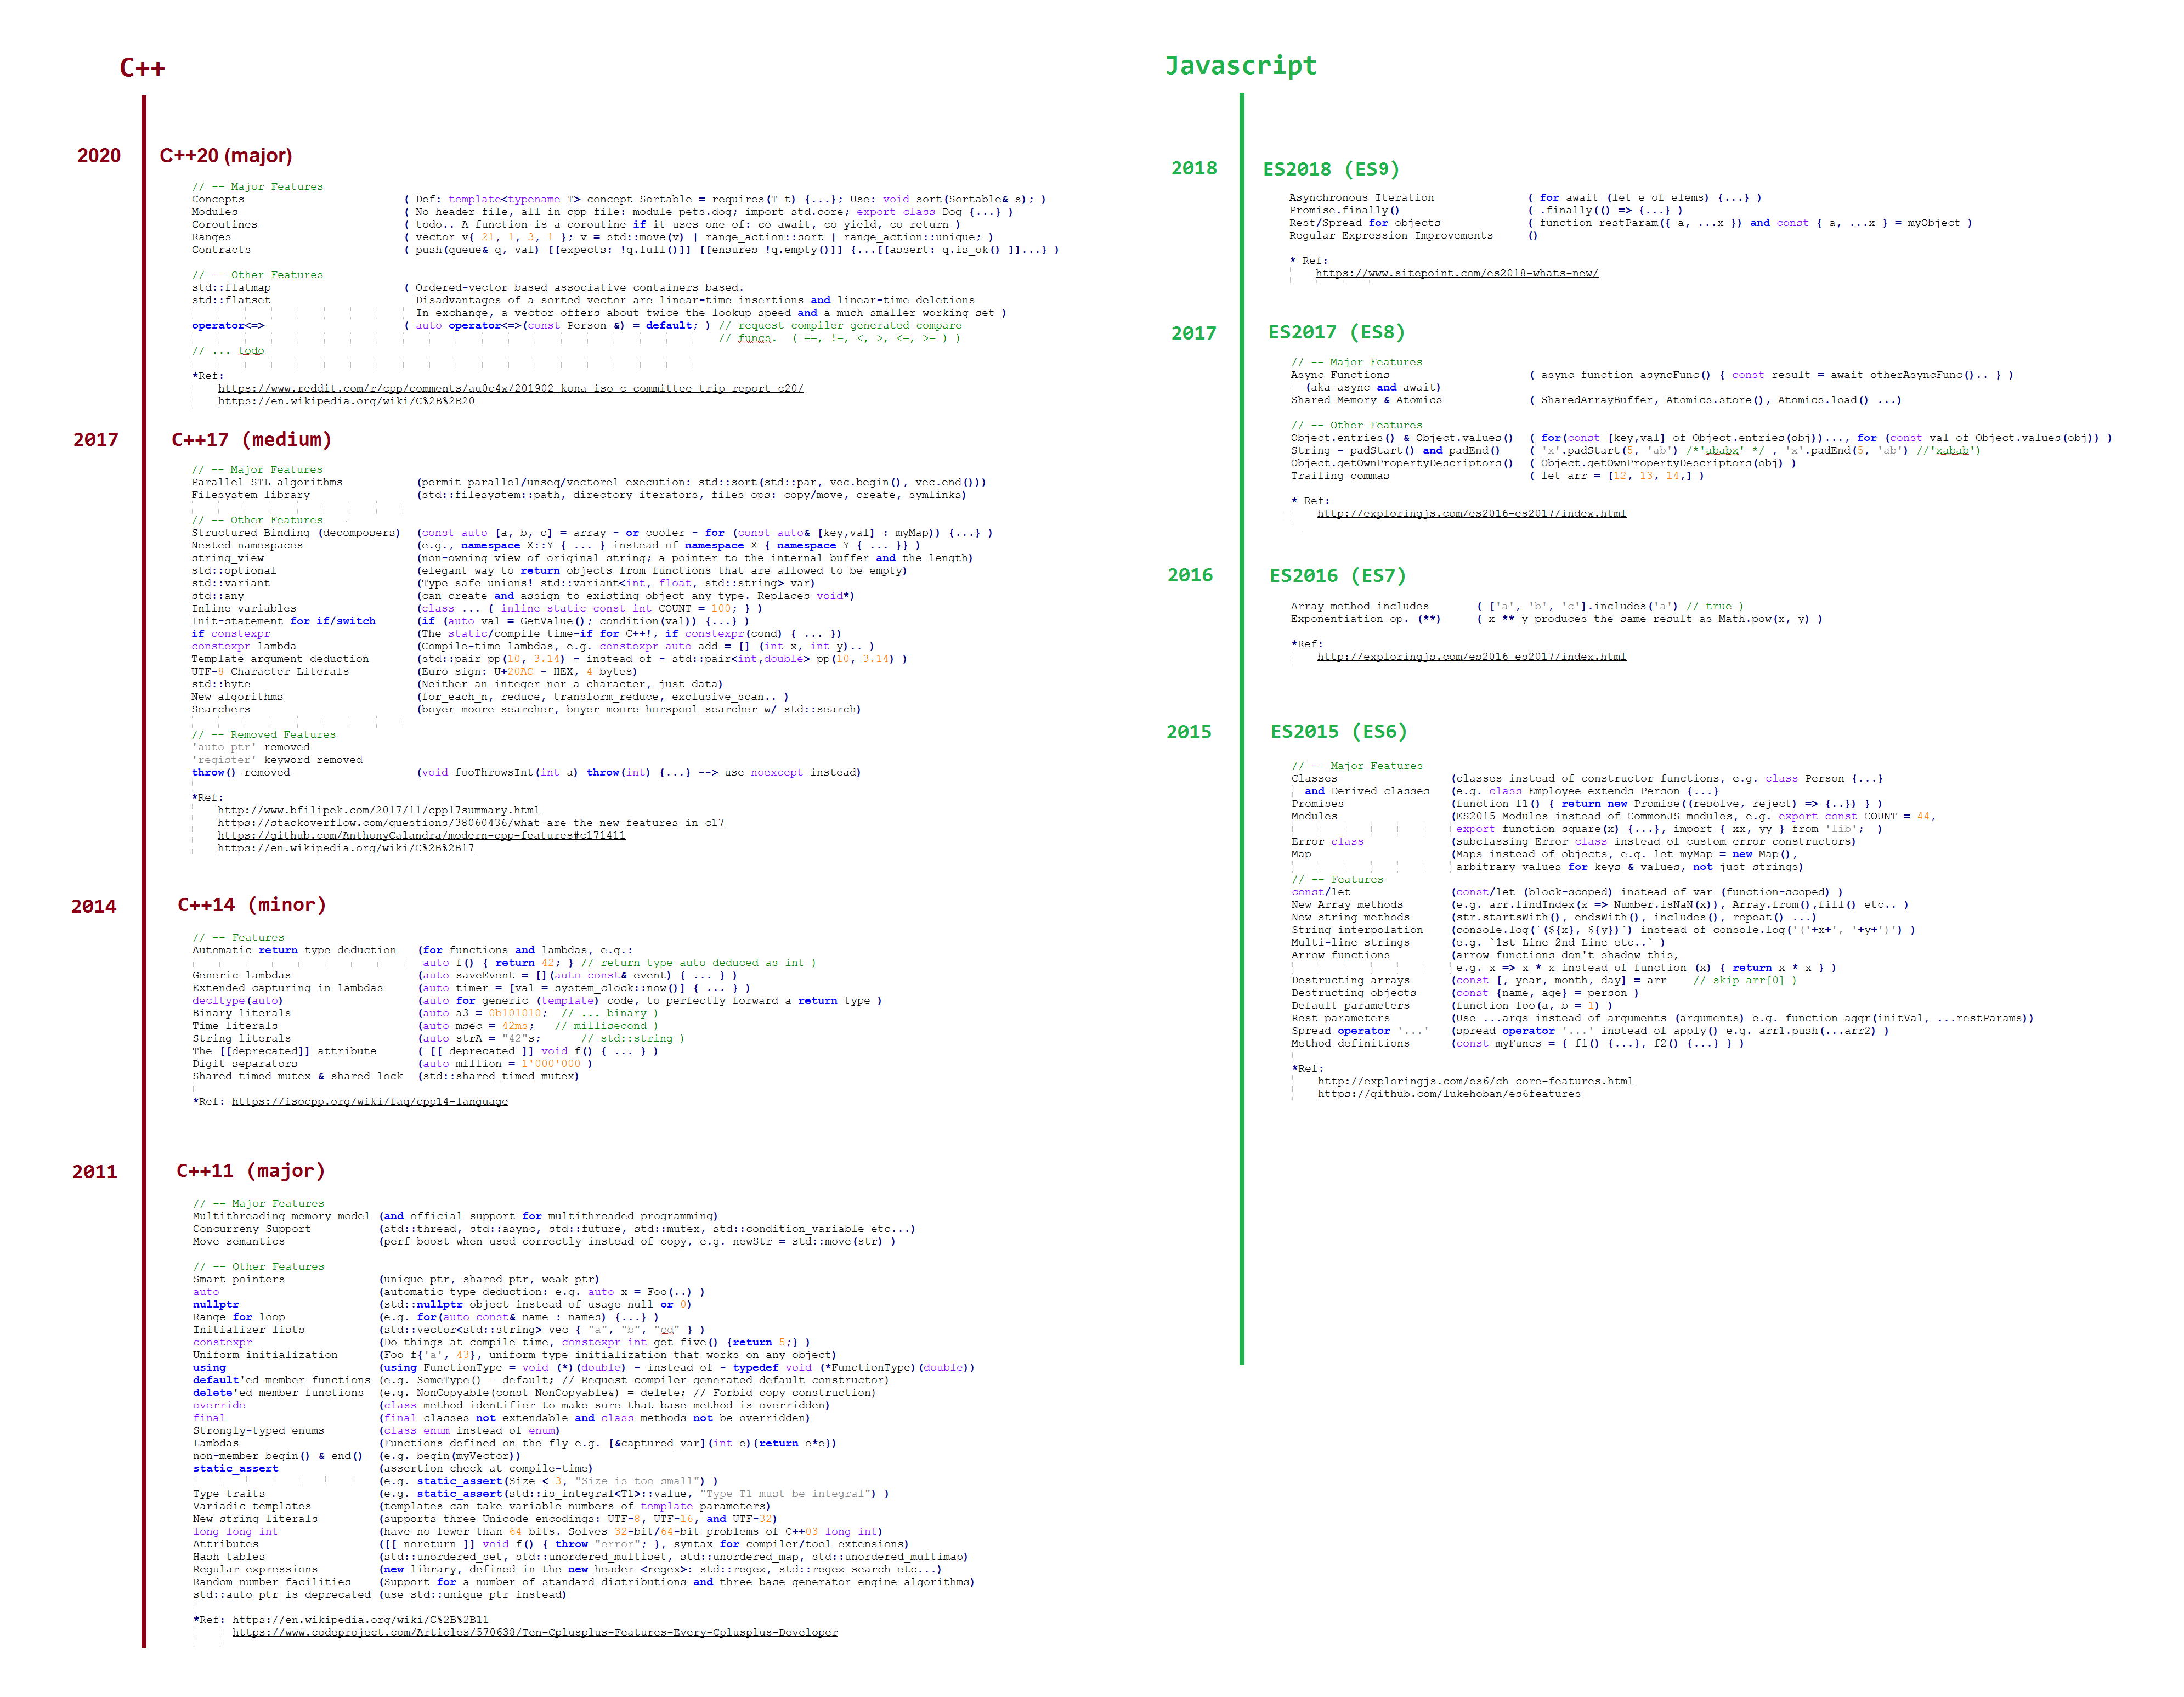 C++
2020 C++20 (major)
// -- Major Features
Concepts ( Def: template<typename T> concept Sortable = requires(T t) {...}; Use: void sort(Sortable& s); )
Modules ( No header file, all in cpp file: module pets.dog; import std.core; export class Dog {...} )
Coroutines ( todo.. A function is a coroutine if it uses one of: co_await, co_yield, co_return )
Ranges ( vector v{ 21, 1, 3, 1 }; v = std::move(v) | range_action::sort | range_action::unique; )
Contracts ( push(queue& q, val) [[expects: !q.full()]] [[ensures !q.empty()]] {...[[assert: q.is_ok() ]]...} )
// -- Other Features
std::flatmap ( Ordered-vector based associative containers based.
std::flatset Disadvantages of a sorted vector are linear-time insertions and linear-time deletions
In exchange, a vector offers about twice the lookup speed and a much smaller working set )
operator<=> ( auto operator<=>(const Person &) = default; ) // request compiler generated compare
// funcs. ( ==, !=, <, >, <=, >= ) )
// ... todo
*Ref:
https://www.reddit.com/r/cpp/comments/au0c4x/201902_kona_iso_c_committee_trip_report_c20/
https://en.wikipedia.org/wiki/C%2B%2B20
2017 C++17 (medium)
// -- Major Features
Parallel STL algorithms (permit parallel/unseq/vectorel execution: std::sort(std::par, vec.begin(), vec.end()))
Filesystem library (std::filesystem::path, directory iterators, files ops: copy/move, create, symlinks)
// -- Other Features
Structured Binding (decomposers) (const auto [a, b, c] = array - or cooler - for (const auto& [key,val] : myMap)) {...} )
Nested namespaces (e.g., namespace X::Y { ... } instead of namespace X { namespace Y { ... }} )
string_view (non-owning view of original string; a pointer to the internal buffer and the length)
std::optional (elegant way to return objects from functions that are allowed to be empty)
std::variant (Type safe unions! std::variant<int, float, std::string> var)
std::any (can create and assign to existing object any type. Replaces void*)
Inline variables (class ... { inline static const int COUNT = 100; } )
Init-statement for if/switch (if (auto val = GetValue(); condition(val)) {...} )
if constexpr (The static/compile time-if for C++!, if constexpr(cond) { ... })
constexpr lambda (Compile-time lambdas, e.g. constexpr auto add = [] (int x, int y).. )
Template argument deduction (std::pair pp(10, 3.14) - instead of - std::pair<int,double> pp(10, 3.14) )
UTF-8 Character Literals (Euro sign: U+20AC - HEX, 4 bytes)
std::byte (Neither an integer nor a character, just data)
New algorithms (for_each_n, reduce, transform_reduce, exclusive_scan.. )
Searchers (boyer_moore_searcher, boyer_moore_horspool_searcher w/ std::search)
// -- Removed Features
'auto_ptr' removed
'register' keyword removed
throw() removed (void fooThrowsInt(int a) throw(int) {...} --> use noexcept instead)
*Ref:
http://www.bfilipek.com/2017/11/cpp17summary.html
https://stackoverflow.com/questions/38060436/what-are-the-new-features-in-c17
https://github.com/AnthonyCalandra/modern-cpp-features#c171411
https://en.wikipedia.org/wiki/C%2B%2B17
2014 C++14 (minor)
// -- Features
Automatic return type deduction (for functions and lambdas, e.g.:
auto f() { return 42; } // return type auto deduced as int )
Generic lambdas (auto saveEvent = [](auto const& event) { ... } )
Extended capturing in lambdas (auto timer = [val = system_clock::now()] { ... } )
decltype(auto) (auto for generic (template) code, to perfectly forward a return type )
Binary literals (auto a3 = 0b101010; // ... binary )
Time literals (auto msec = 42ms; // millisecond )
String literals (auto strA = "42"s; // std::string )
The [[deprecated]] attribute ( [[ deprecated ]] void f() { ... } )
Digit separators (auto million = 1'000'000 )
Shared timed mutex & shared lock (std::shared_timed_mutex)
*Ref: https://isocpp.org/wiki/faq/cpp14-language
2011 C++11 (major)
// -- Major Features
Multithreading memory model (and official support for multithreaded programming)
Concurreny Support (std::thread, std::async, std::future, std::mutex, std::condition_variable etc...)
Move semantics (perf boost when used correctly instead of copy, e.g. newStr = std::move(str) )
// -- Other Features
Smart pointers (unique_ptr, shared_ptr, weak_ptr)
auto (automatic type deduction: e.g. auto x = Foo(..) )
nullptr (std::nullptr object instead of usage null or 0)
Range for loop (e.g. for(auto const& name : names) {...} )
Initializer lists (std::vector<std::string> vec { "a", "b", "cd" } )
constexpr (Do things at compile time, constexpr int get_five() {return 5;} )
Uniform initialization (Foo f{'a', 43}, uniform type initialization that works on any object)
using (using FunctionType = void (*)(double) - instead of - typedef void (*FunctionType)(double))
default'ed member functions (e.g. SomeType() = default; // Request compiler generated default constructor)
delete'ed member functions (e.g. NonCopyable(const NonCopyable&) = delete; // Forbid copy construction)
override (class method identifier to make sure that base method is overridden)
final (final classes not extendable and class methods not be overridden)
Strongly-typed enums (class enum instead of enum)
Lambdas (Functions defined on the fly e.g. [&captured_var](int e){return e*e})
non-member begin() & end() (e.g. begin(myVector))
static_assert (assertion check at compile-time)
(e.g. static_assert(Size < 3, "Size is too small") )
Type traits (e.g. static_assert(std::is_integral<T1>::value, "Type T1 must be integral") )
Variadic templates (templates can take variable numbers of template parameters)
New string literals (supports three Unicode encodings: UTF-8, UTF-16, and UTF-32)
long long int (have no fewer than 64 bits. Solves 32-bit/64-bit problems of C++03 long int)
Attributes ([[ noreturn ]] void f() { throw "error"; }, syntax for compiler/tool extensions)
Hash tables (std::unordered_set, std::unordered_multiset, std::unordered_map, std::unordered_multimap)
Regular expressions (new library, defined in the new header <regex>: std::regex, std::regex_search etc...)
Random number facilities (Support for a number of standard distributions and three base generator engine algorithms)
std::auto_ptr is deprecated (use std::unique_ptr instead)
*Ref: https://en.wikipedia.org/wiki/C%2B%2B11
https://www.codeproject.com/Articles/570638/Ten-Cplusplus-Features-Every-Cplusplus-Developer
Javascript
2018 ES2018 (ES9)
Asynchronous Iteration ( for await (let e of elems) {...} )
Promise.finally() ( .finally(() => {...} )
Rest/Spread for objects ( function restParam({ a, ...x }) and const { a, ...x } = myObject )
Regular Expression Improvements ()
* Ref:
https://www.sitepoint.com/es2018-whats-new/
2017 ES2017 (ES8)
// -- Major Features
Async Functions ( async function asyncFunc() { const result = await otherAsyncFunc().. } )
(aka async and await)
Shared Memory & Atomics ( SharedArrayBuffer, Atomics.store(), Atomics.load() ...)
// -- Other Features
Object.entries() & Object.values() ( for(const [key,val] of Object.entries(obj))..., for (const val of Object.values(obj)) )
String - padStart() and padEnd() ( 'x'.padStart(5, 'ab') /*'ababx' */ , 'x'.padEnd(5, 'ab') //'xabab')
Object.getOwnPropertyDescriptors() ( Object.getOwnPropertyDescriptors(obj) )
Trailing commas ( let arr = [12, 13, 14,] )
* Ref:
http://exploringjs.com/es2016-es2017/index.html
2016 ES2016 (ES7)
Array method includes ( ['a', 'b', 'c'].includes('a') // true )
Exponentiation op. (**) ( x ** y produces the same result as Math.pow(x, y) )
*Ref:
http://exploringjs.com/es2016-es2017/index.html
2015 ES2015 (ES6)
// -- Major Features
Classes (classes instead of constructor functions, e.g. class Person {...}
and Derived classes (e.g. class Employee extends Person {...}
Promises (function f1() { return new Promise((resolve, reject) => {..}) } )
Modules (ES2015 Modules instead of CommonJS modules, e.g. export const COUNT = 44,
export function square(x) {...}, import { xx, yy } from 'lib'; )
Error class (subclassing Error class instead of custom error constructors)
Map (Maps instead of objects, e.g. let myMap = new Map(),
arbitrary values for keys & values, not just strings)
// -- Features
const/let (const/let (block-scoped) instead of var (function-scoped) )
New Array methods (e.g. arr.findIndex(x => Number.isNaN(x)), Array.from(),fill() etc.. )
New string methods (str.startsWith(), endsWith(), includes(), repeat() ...)
String interpolation (console.log(`(${x}, ${y})`) instead of console.log('('+x+', '+y+')') )
Multi-line strings (e.g. `1st_Line 2nd_Line etc..` )
Arrow functions (arrow functions don't shadow this,
e.g. x => x * x instead of function (x) { return x * x } )
Destructing arrays (const [, year, month, day] = arr // skip arr[0] )
Destructing objects (const {name, age} = person )
Default parameters (function foo(a, b = 1) )
Rest parameters (Use ...args instead of arguments (arguments) e.g. function aggr(initVal, ...restParams))
Spread operator '...' (spread operator '...' instead of apply() e.g. arr1.push(...arr2) )
Method definitions (const myFuncs = { f1() {...}, f2() {...} } )
*Ref:
http://exploringjs.com/es6/ch_core-features.html
https://github.com/lukehoban/es6features